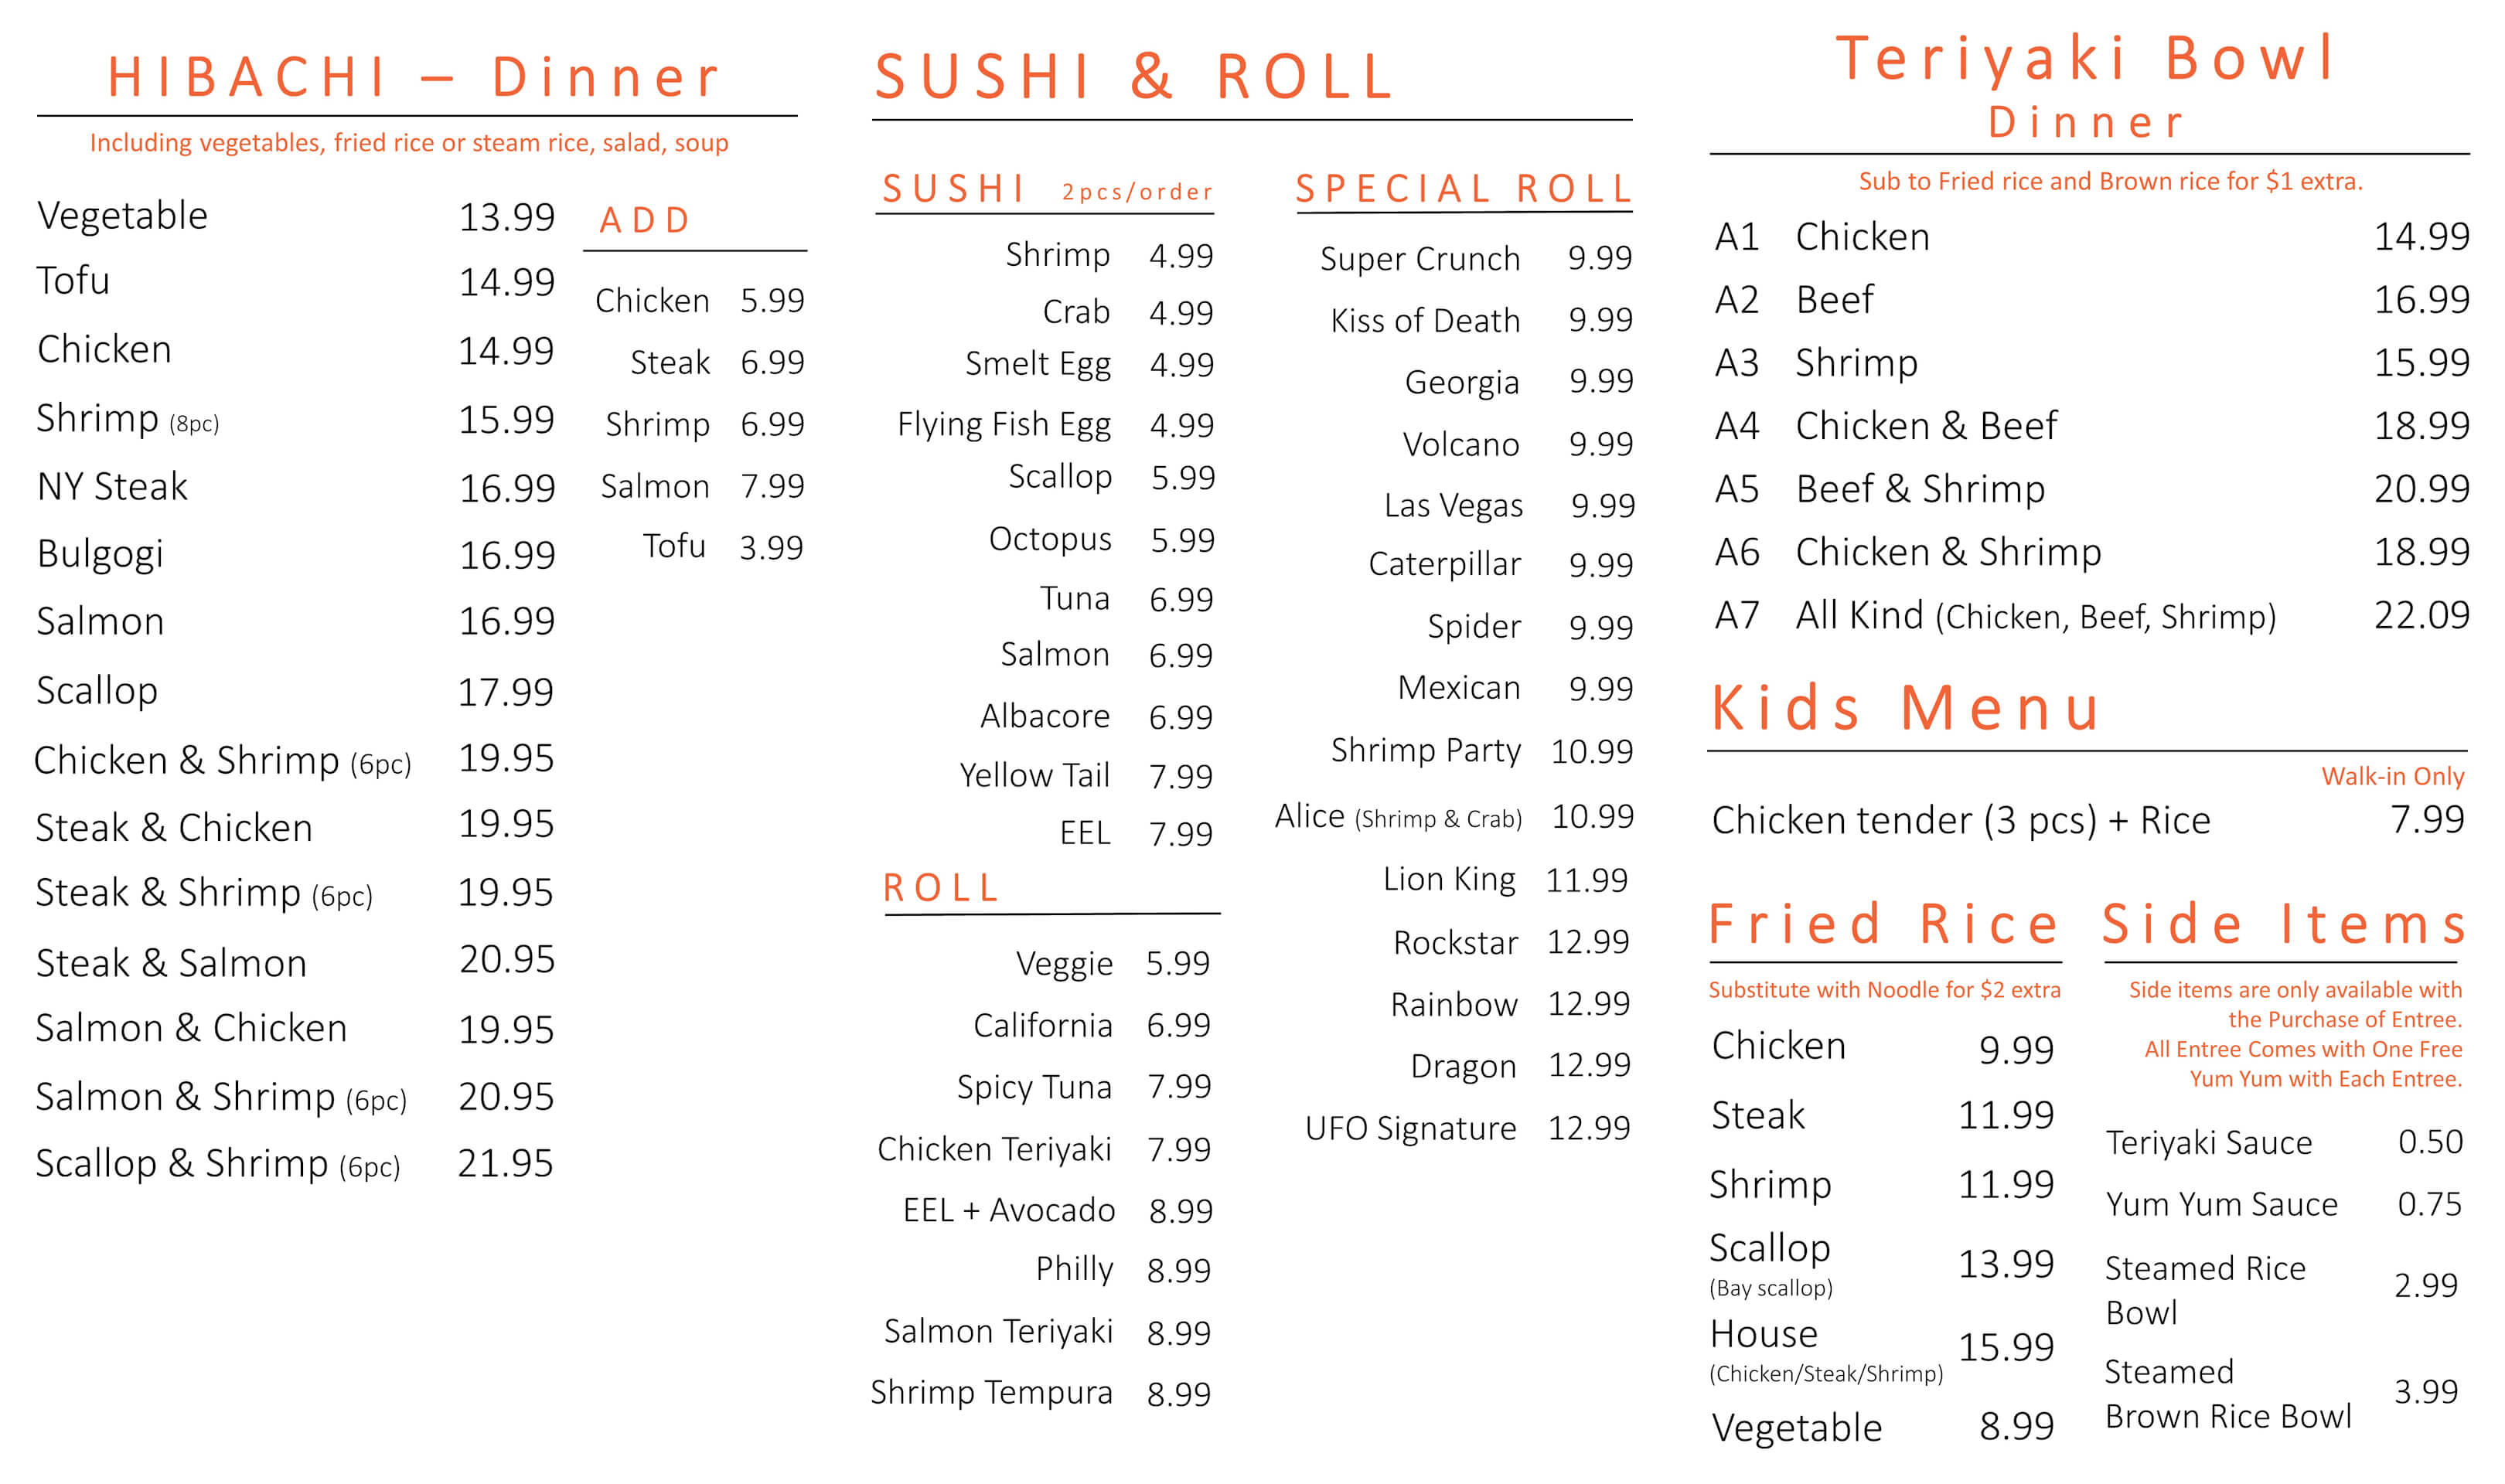 HIBACHI – Dinner
Including vegetables, fried rice or steam rice, salad, soup
Vegetable 13.99
Tofu 14.99
Chicken 14.99
Shrimp (8pc) 15.99
NY Steak 16.99
Bulgogi 16.99
Salmon 16.99
Scallop 17.99
Chicken & Shrimp (6pc) 19.95
Steak & Chicken 19.95
Steak & Shrimp (6pc) 19.95
Steak & Salmon 20.95
Salmon & Chicken 19.95
Salmon & Shrimp (6pc) 20.95
Scallop & Shrimp (6pc) 21.95
ADD
Chicken 5.99
Steak 6.99
Shrimp 6.99
Salmon 7.99
Tofu 3.99
SUSHI & ROLL
SUSHI 2pcs/order
Shrimp 4.99
Crab 4.99
Smelt Egg 4.99
Flying Fish Egg 4.99
Scallop 5.99
Octopus 5.99
Tuna 6.99
Salmon 6.99
Albacore 6.99
Yellow Tail 7.99
EEL 7.99
ROLL
Veggie 5.99
California 6.99
Spicy Tuna 7.99
Chicken Teriyaki 7.99
EEL + Avocado 8.99
Philly 8.99
Salmon Teriyaki 8.99
Shrimp Tempura 8.99
SPECIAL ROLL
Super Crunch 9.99
Kiss of Death 9.99
Georgia 9.99
Volcano 9.99
Las Vegas 9.99
Caterpillar 9.99
Spider 9.99
Mexican 9.99
Shrimp Party 10.99
Alice (Shrimp & Crab) 10.99
Lion King 11.99
Rockstar 12.99
Rainbow 12.99
Dragon 12.99
UFO Signature 12.99
Teriyaki Bowl
Dinner
Sub to Fried rice and Brown rice for $1 extra.
A1 Chicken 14.99
A2 Beef 16.99
A3 Shrimp 15.99
A4 Chicken & Beef 18.99
A5 Beef & Shrimp 20.99
A6 Chicken & Shrimp 18.99
A7 All Kind (Chicken, Beef, Shrimp) 22.09
Kids Menu
Walk-in Only
Chicken tender (3 pcs) + Rice 7.99
Fried Rice
Substitute with Noodle for $2 extra
Chicken 9.99
Steak 11.99
Shrimp 11.99
Scallop 13.99
(Bay scallop)
House 15.99
(Chicken/Steak/Shrimp)
Vegetable 8.99
Side Items
Side items are only available with
the Purchase of Entree.
All Entree Comes with One Free
Yum Yum with Each Entree.
Teriyaki Sauce 0.50
Yum Yum Sauce 0.75
Steamed Rice
Bowl 2.99
Steamed
Brown Rice Bowl 3.99